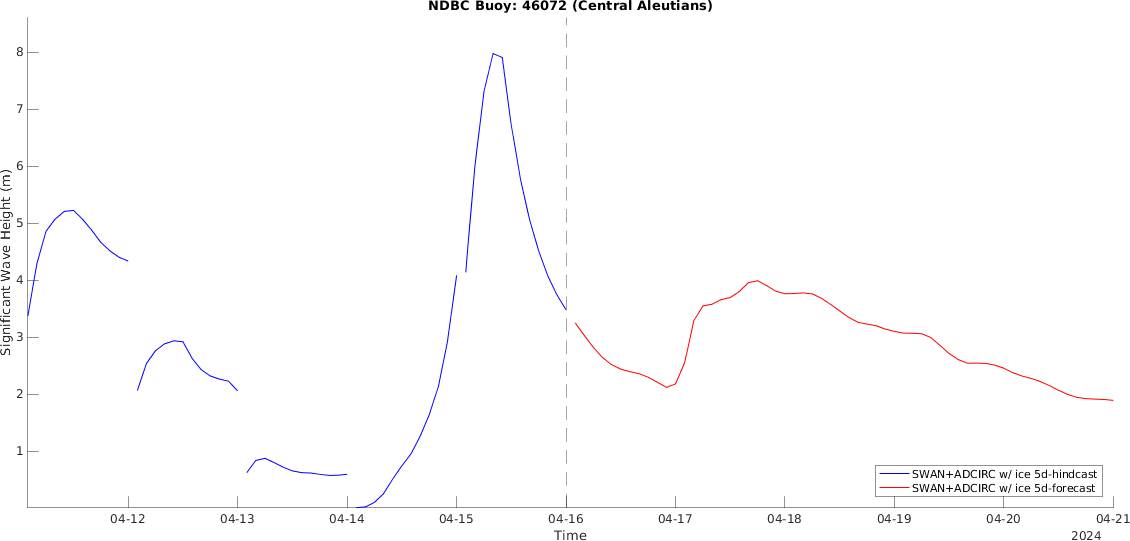 NDBC Buoy: 46072 (Central Aleutians)
8
7
6
5
4
3
2
1
Significant Wave Height (m)
SWAN+ADCIRC w/ ice 5d-hindcast
SWAN+ADCIRC w/ ice 5d-forecast
04-12 04-13 04-14 04-15 04-16 04-17 04-18 04-19 04-20 04-21
Time
2024